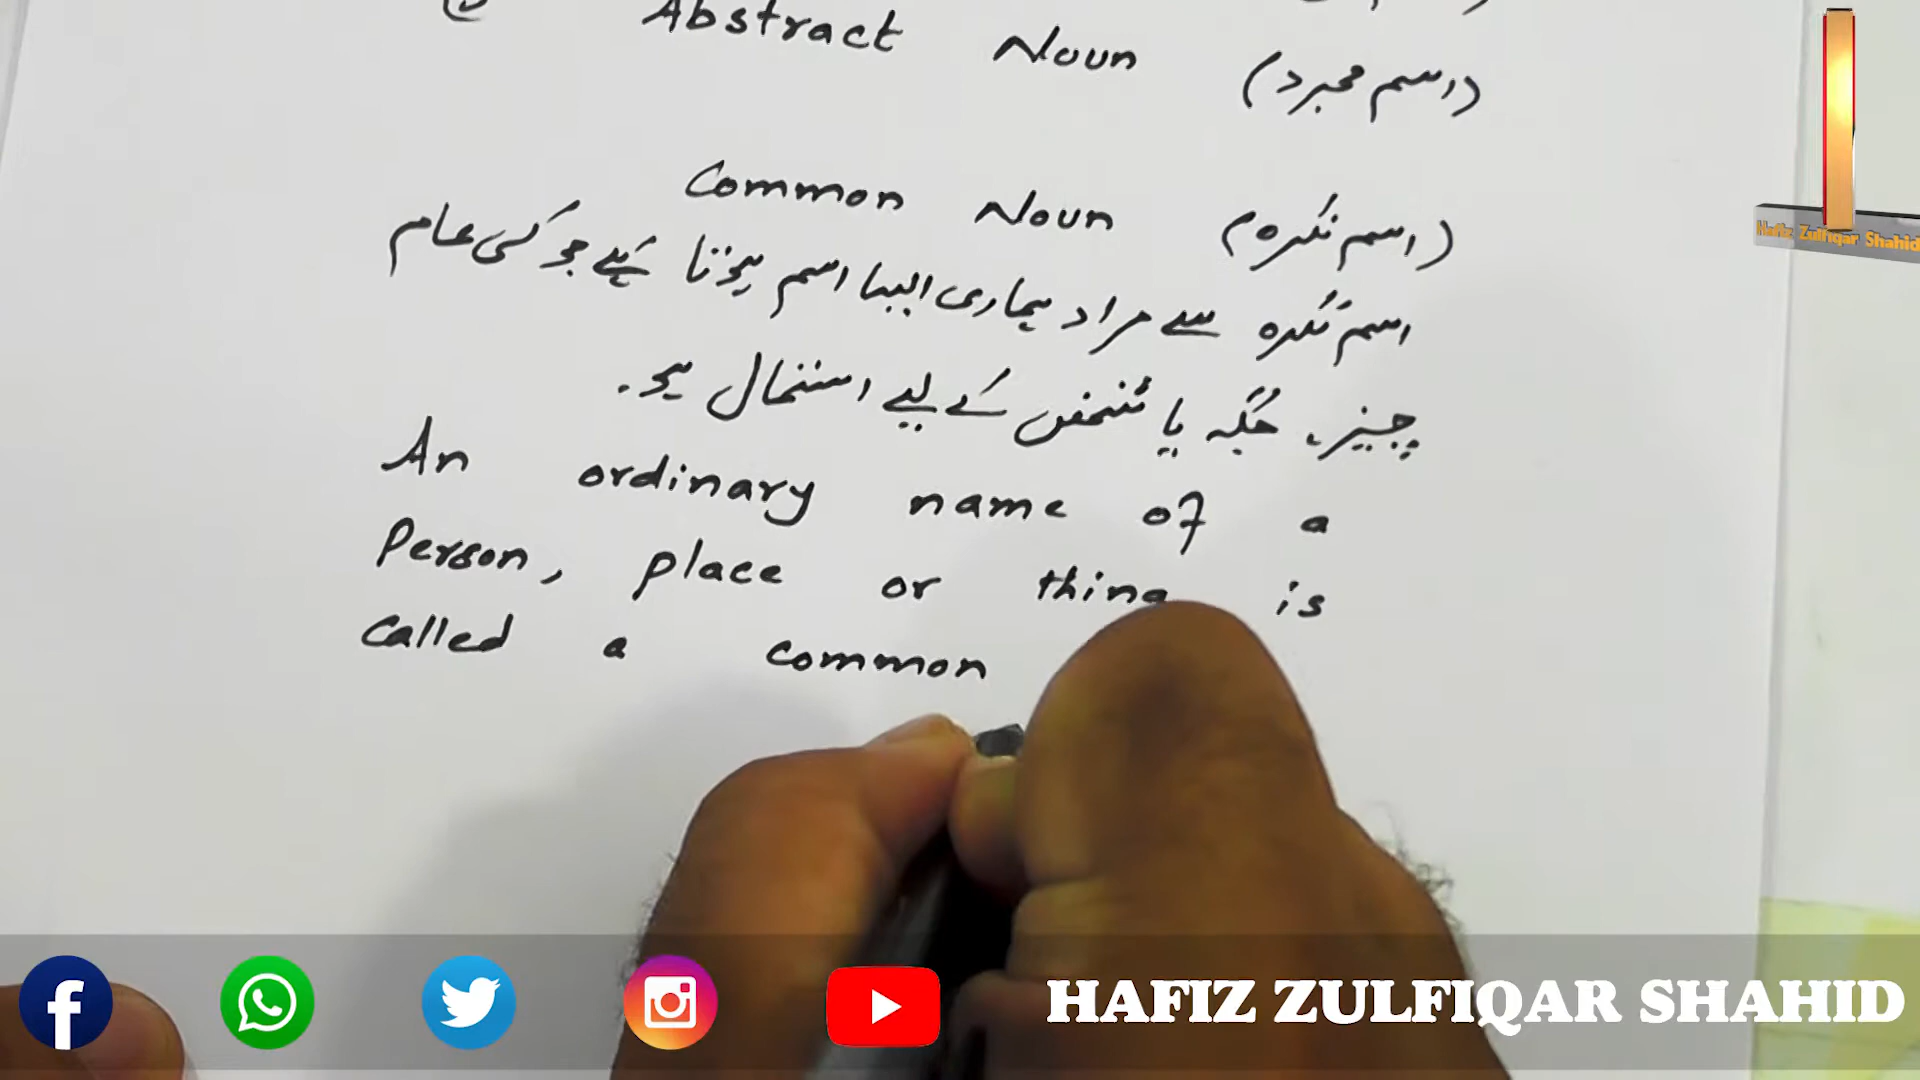 Abstract Noun (اسم مجرد)
Common Noun (اسم نکرہ)
اسم نکرہ سے مراد ہماری ایسا اسم ہوتا ہے جو کسی عام
چیز، جگہ یا شخص کے لیے استعمال ہو۔
An ordinary name of a
Person, place or thing is
called a common
Hafiz Zulfiqar Shahid
HAFIZ ZULFIQAR SHAHID